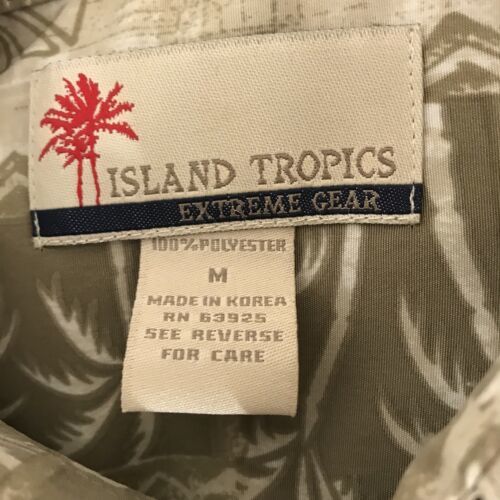 ISLAND TROPICS
EXTREME GEAR
100% POLYESTER
M
MADE IN KOREA
RN 63925
SEE REVERSE
FOR CARE